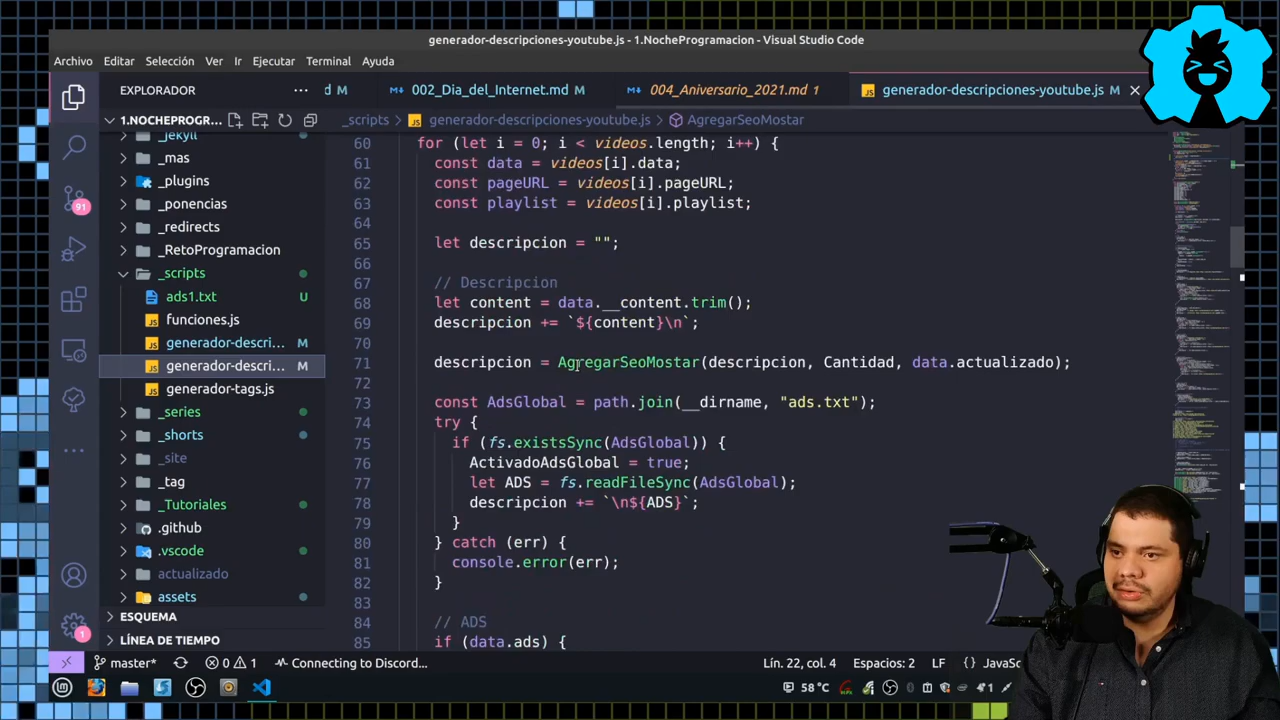 generador-descripciones-youtube.js - 1.NocheProgramacion - Visual Studio Code
Archivo Editar Selección Ver Ir Ejecutar Terminal Ayuda
EXPLORADOR
d M 002_Dia_del_Internet.md M 004_Aniversario_2021.md 1 generador-descripciones-youtube.js M
1.NOCHEPROGR...
_scripts > generador-descripciones-youtube.js > AgregarSeoMostar
_jekyll
_mas
_plugins
_ponencias
_redirects
_RetoProgramacion
_scripts
ads1.txt U
funciones.js
generador-descri... M
generador-descri... M
generador-tags.js
_series
_shorts
_site
_tag
_Tutoriales
.github
.vscode
actualizado
assets
ESQUEMA
LÍNEA DE TIEMPO
91
1
60 for (let i = 0; i < videos.length; i++) {
61 const data = videos[i].data;
62 const pageURL = videos[i].pageURL;
63 const playlist = videos[i].playlist;
64
65 let descripcion = "";
66
67 // Descripcion
68 let content = data.__content.trim();
69 descripcion += `${content}\n`;
70
71 descripcion = AgregarSeoMostar(descripcion, Cantidad, data.actualizado);
72
73 const AdsGlobal = path.join(__dirname, "ads.txt");
74 try {
75 if (fs.existsSync(AdsGlobal)) {
76 ActivadoAdsGlobal = true;
77 let ADS = fs.readFileSync(AdsGlobal);
78 descripcion += `\n${ADS}`;
79 }
80 } catch (err) {
81 console.error(err);
82 }
83
84 // ADS
85 if (data.ads) {
master* 0 1 Connecting to Discord... Lín. 22, col. 4 Espacios: 2 LF {} JavaSc
58 °C 0 1